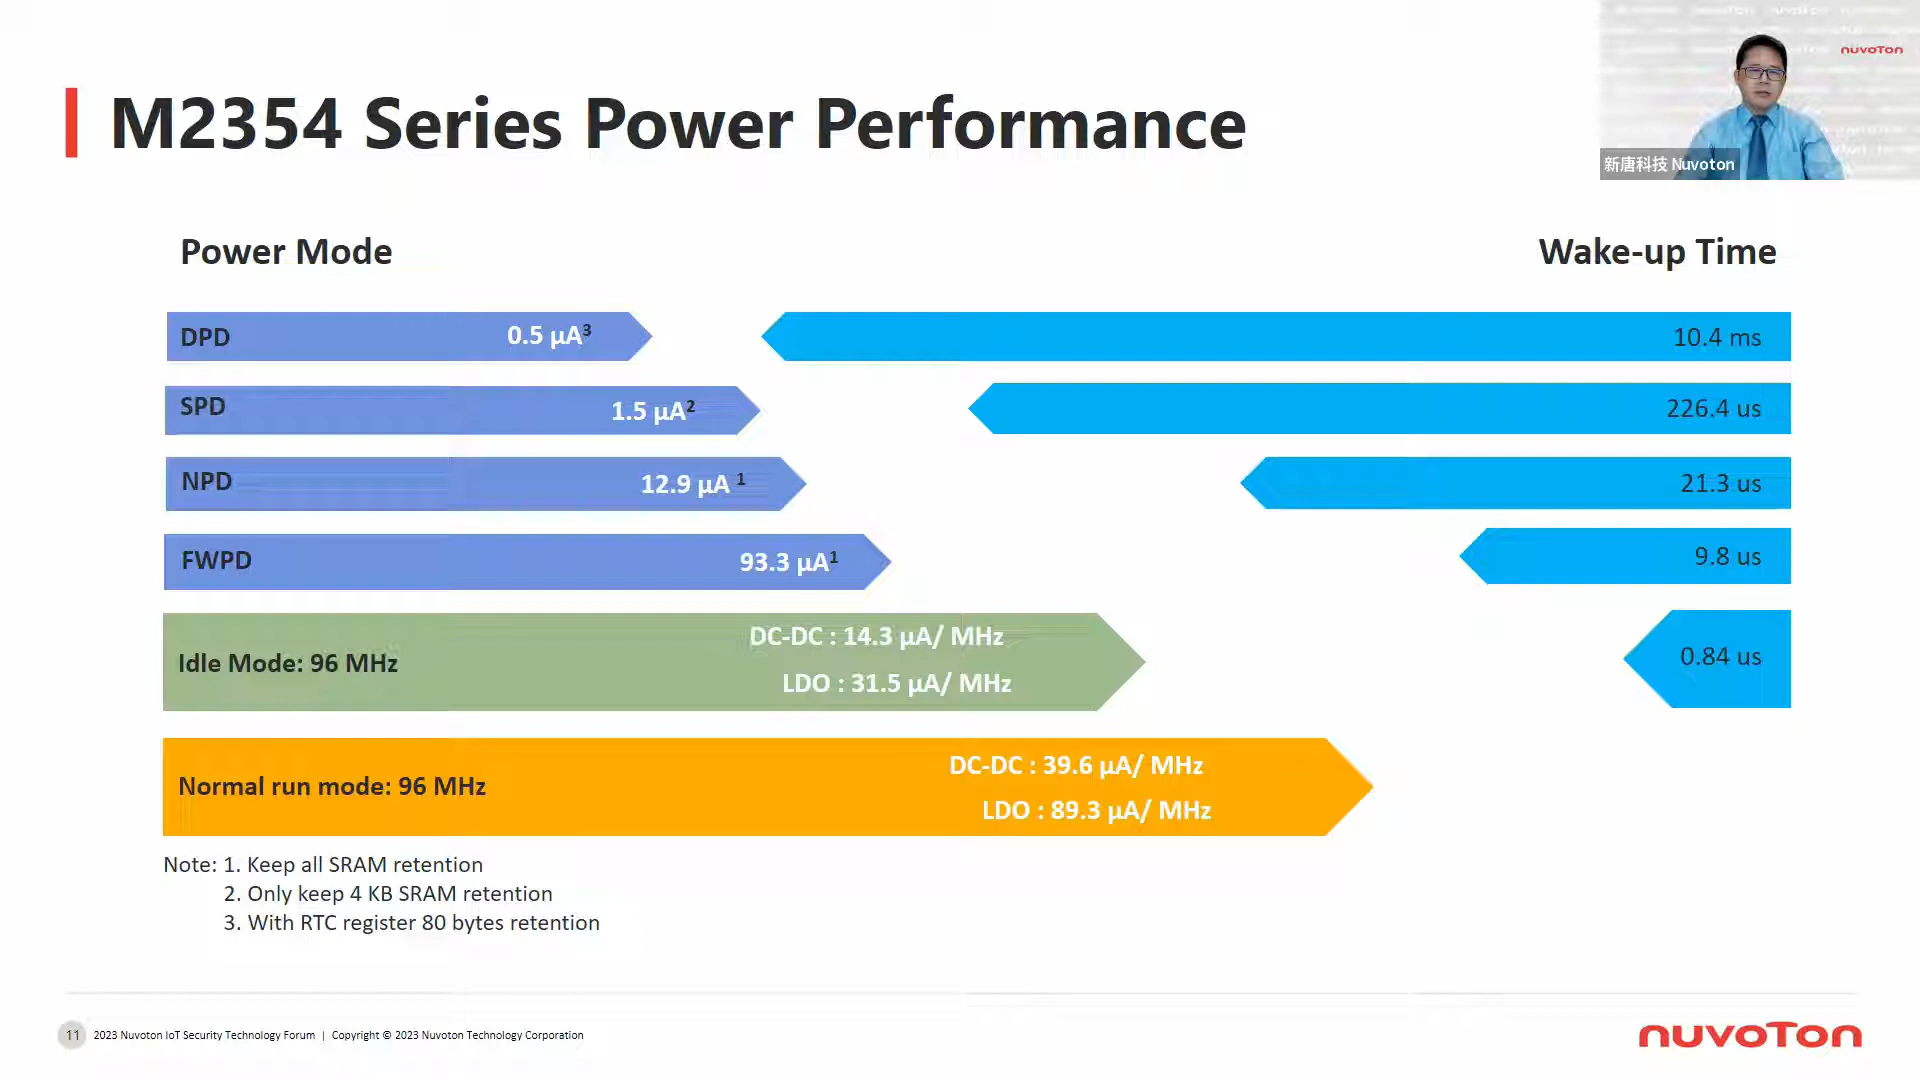 M2354 Series Power Performance
nuvoton
新唐科技 Nuvoton
Power Mode
Wake-up Time
DPD 0.5 µA³ 10.4 ms
SPD 1.5 µA² 226.4 us
NPD 12.9 µA ¹ 21.3 us
FWPD 93.3 µA¹ 9.8 us
DC-DC : 14.3 µA/ MHz
Idle Mode: 96 MHz 0.84 us
LDO : 31.5 µA/ MHz
DC-DC : 39.6 µA/ MHz
Normal run mode: 96 MHz
LDO : 89.3 µA/ MHz
Note: 1. Keep all SRAM retention
2. Only keep 4 KB SRAM retention
3. With RTC register 80 bytes retention
11 2023 Nuvoton IoT Security Technology Forum | Copyright © 2023 Nuvoton Technology Corporation
nuvoTon